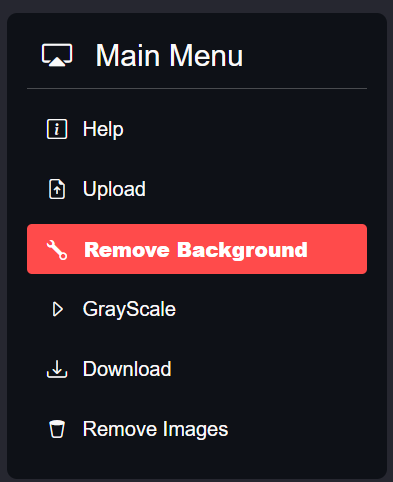 Main Menu
Help
Upload
Remove Background
GrayScale
Download
Remove Images